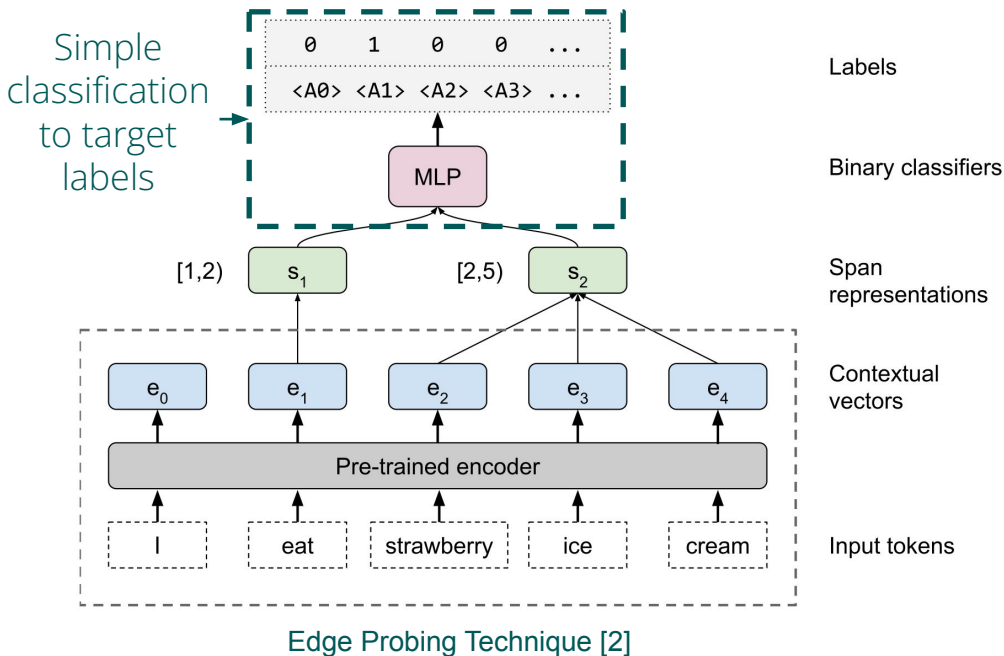 Simple
classification
to target
labels
0 1 0 0 ...
<A0> <A1> <A2> <A3> ...
Labels
MLP
Binary classifiers
[1,2) s₁ [2,5) s₂
Span
representations
e₀ e₁ e₂ e₃ e₄
Contextual
vectors
Pre-trained encoder
I eat strawberry ice cream
Input tokens
Edge Probing Technique [2]